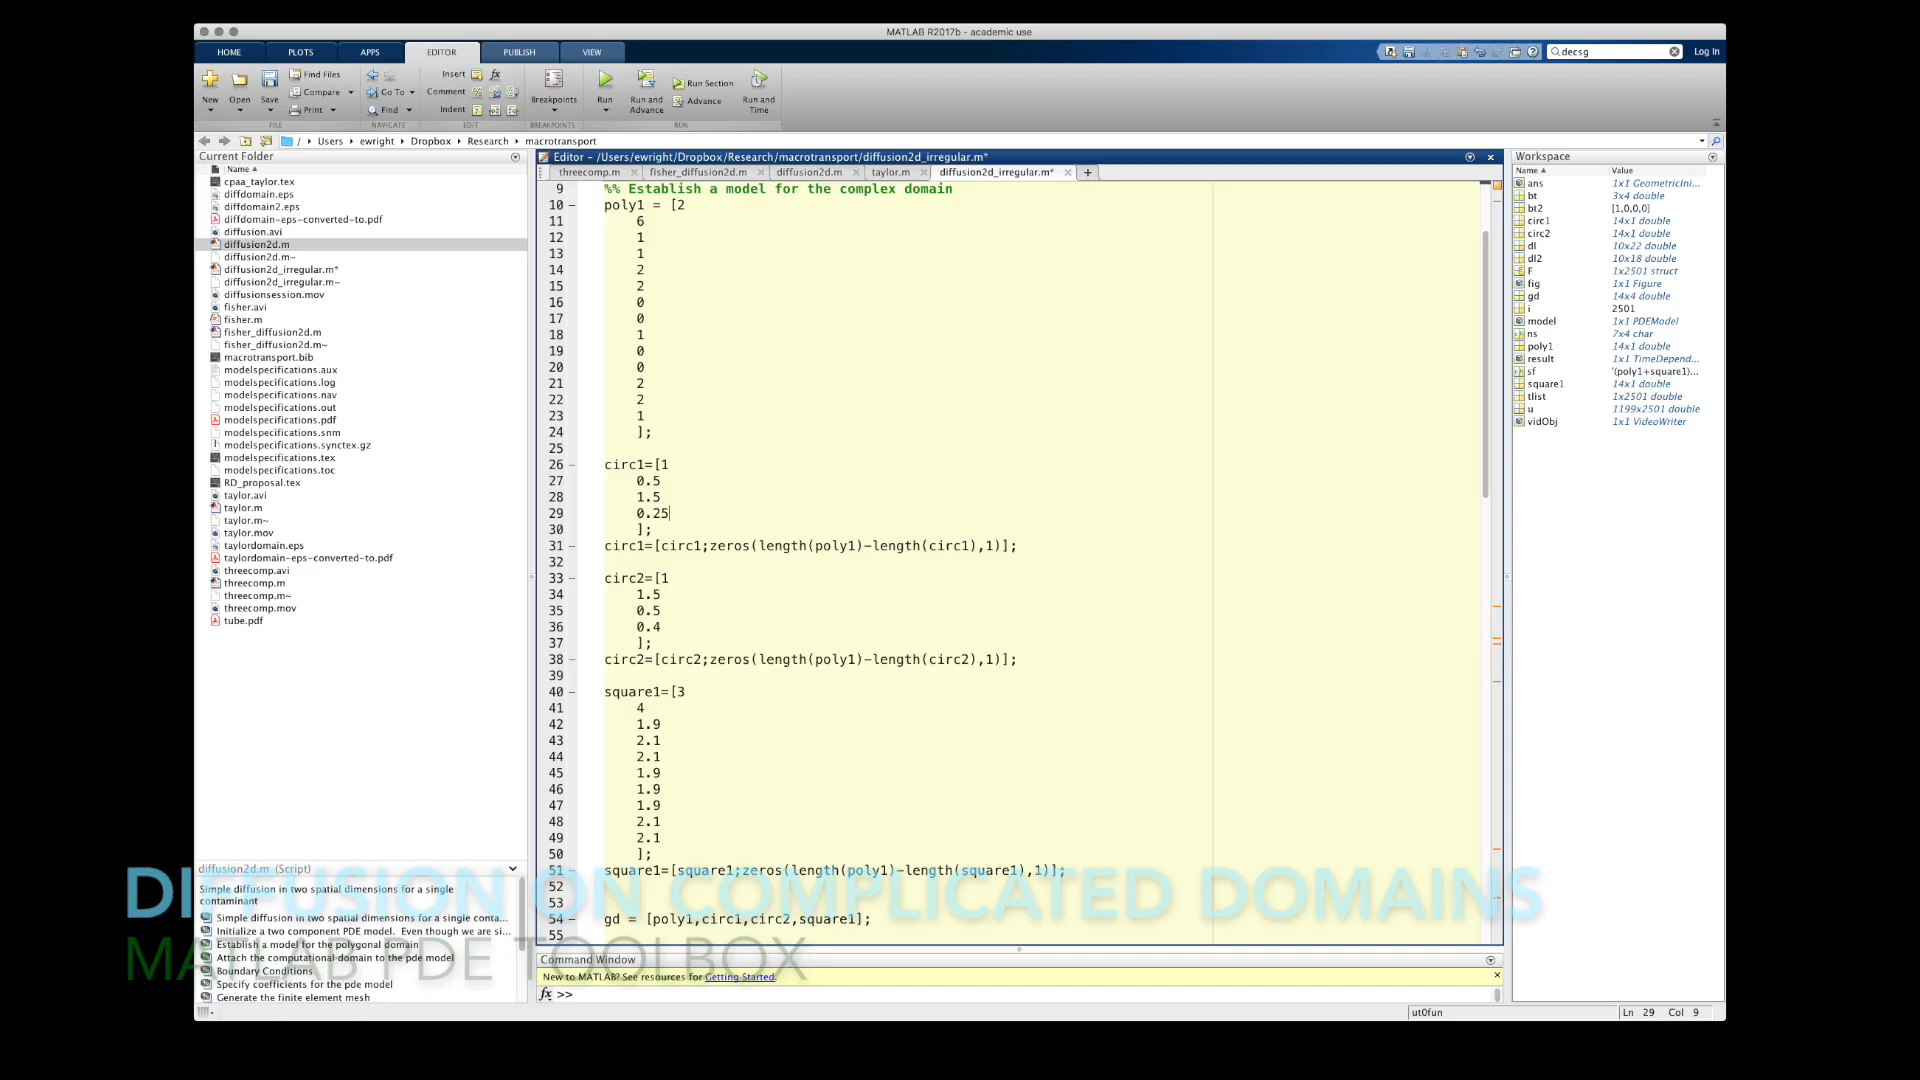 MATLAB R2017b - academic use
HOME PLOTS APPS EDITOR PUBLISH VIEW
decsg
Log In
New Open Save Find Files Compare Print
Go To Find
Insert Comment Indent
Breakpoints Run Run and Advance Run Section Advance Run and Time
FILE NAVIGATE EDIT BREAKPOINTS RUN
/ Users ewright Dropbox Research macrotransport
Current Folder
Name
cpaa_taylor.tex
diffdomain.eps
diffdomain2.eps
diffdomain-eps-converted-to.pdf
diffusion.avi
diffusion2d.m
diffusion2d.m~
diffusion2d_irregular.m*
diffusion2d_irregular.m~
diffusionsession.mov
fisher.avi
fisher.m
fisher_diffusion2d.m
fisher_diffusion2d.m~
macrotransport.bib
modelspecifications.aux
modelspecifications.log
modelspecifications.nav
modelspecifications.out
modelspecifications.pdf
modelspecifications.snm
modelspecifications.synctex.gz
modelspecifications.tex
modelspecifications.toc
RD_proposal.tex
taylor.avi
taylor.m
taylor.m~
taylor.mov
taylordomain.eps
taylordomain-eps-converted-to.pdf
threecomp.avi
threecomp.m
threecomp.m~
threecomp.mov
tube.pdf
diffusion2d.m (Script)
Simple diffusion in two spatial dimensions for a single
contaminant
Simple diffusion in two spatial dimensions for a single conta...
Initialize a two component PDE model. Even though we are si...
Establish a model for the polygonal domain
Attach the computational domain to the pde model
Boundary Conditions
Specify coefficients for the pde model
Generate the finite element mesh
Editor - /Users/ewright/Dropbox/Research/macrotransport/diffusion2d_irregular.m*
threecomp.m fisher_diffusion2d.m diffusion2d.m taylor.m diffusion2d_irregular.m* +
9 %% Establish a model for the complex domain
10 – poly1 = [2
11 6
12 1
13 1
14 2
15 2
16 0
17 0
18 1
19 0
20 0
21 2
22 2
23 1
24 ];
25
26 – circ1=[1
27 0.5
28 1.5
29 0.25
30 ];
31 – circ1=[circ1;zeros(length(poly1)-length(circ1),1)];
32
33 – circ2=[1
34 1.5
35 0.5
36 0.4
37 ];
38 – circ2=[circ2;zeros(length(poly1)-length(circ2),1)];
39
40 – square1=[3
41 4
42 1.9
43 2.1
44 2.1
45 1.9
46 1.9
47 1.9
48 2.1
49 2.1
50 ];
51 – square1=[square1;zeros(length(poly1)-length(square1),1)];
52
53
54 – gd = [poly1,circ1,circ2,square1];
55
DIFFUSION ON COMPLICATED DOMAINS
MATLAB PDE TOOLBOX
Command Window
New to MATLAB? See resources for Getting Started.
fx >>
Workspace
Name Value
ans 1x1 GeometricIni...
bt 3x4 double
bt2 [1,0,0,0]
circ1 14x1 double
circ2 14x1 double
dl 10x22 double
dl2 10x18 double
F 1x2501 struct
fig 1x1 Figure
gd 14x4 double
i 2501
model 1x1 PDEModel
ns 7x4 char
poly1 14x1 double
result 1x1 TimeDepend...
sf '(poly1+square1)...
square1 14x1 double
tlist 1x2501 double
u 1199x2501 double
vidObj 1x1 VideoWriter
ut0fun
Ln 29 Col 9